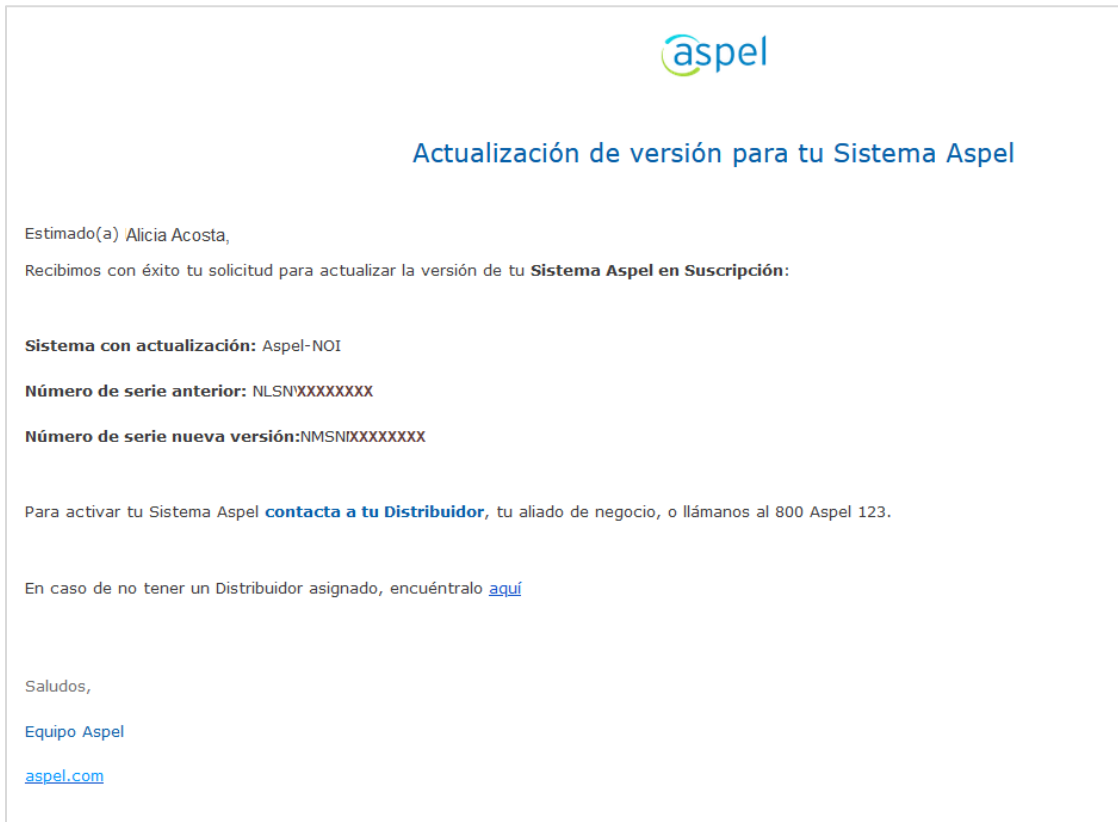 aspel
Actualización de versión para tu Sistema Aspel
Estimado(a) Alicia Acosta,
Recibimos con éxito tu solicitud para actualizar la versión de tu Sistema Aspel en Suscripción:
Sistema con actualización: Aspel-NOI
Número de serie anterior: NLSNXXXXXXXX
Número de serie nueva versión:NMSNXXXXXXXX
Para activar tu Sistema Aspel contacta a tu Distribuidor, tu aliado de negocio, o llámanos al 800 Aspel 123.
En caso de no tener un Distribuidor asignado, encuéntralo aquí
Saludos,
Equipo Aspel
aspel.com